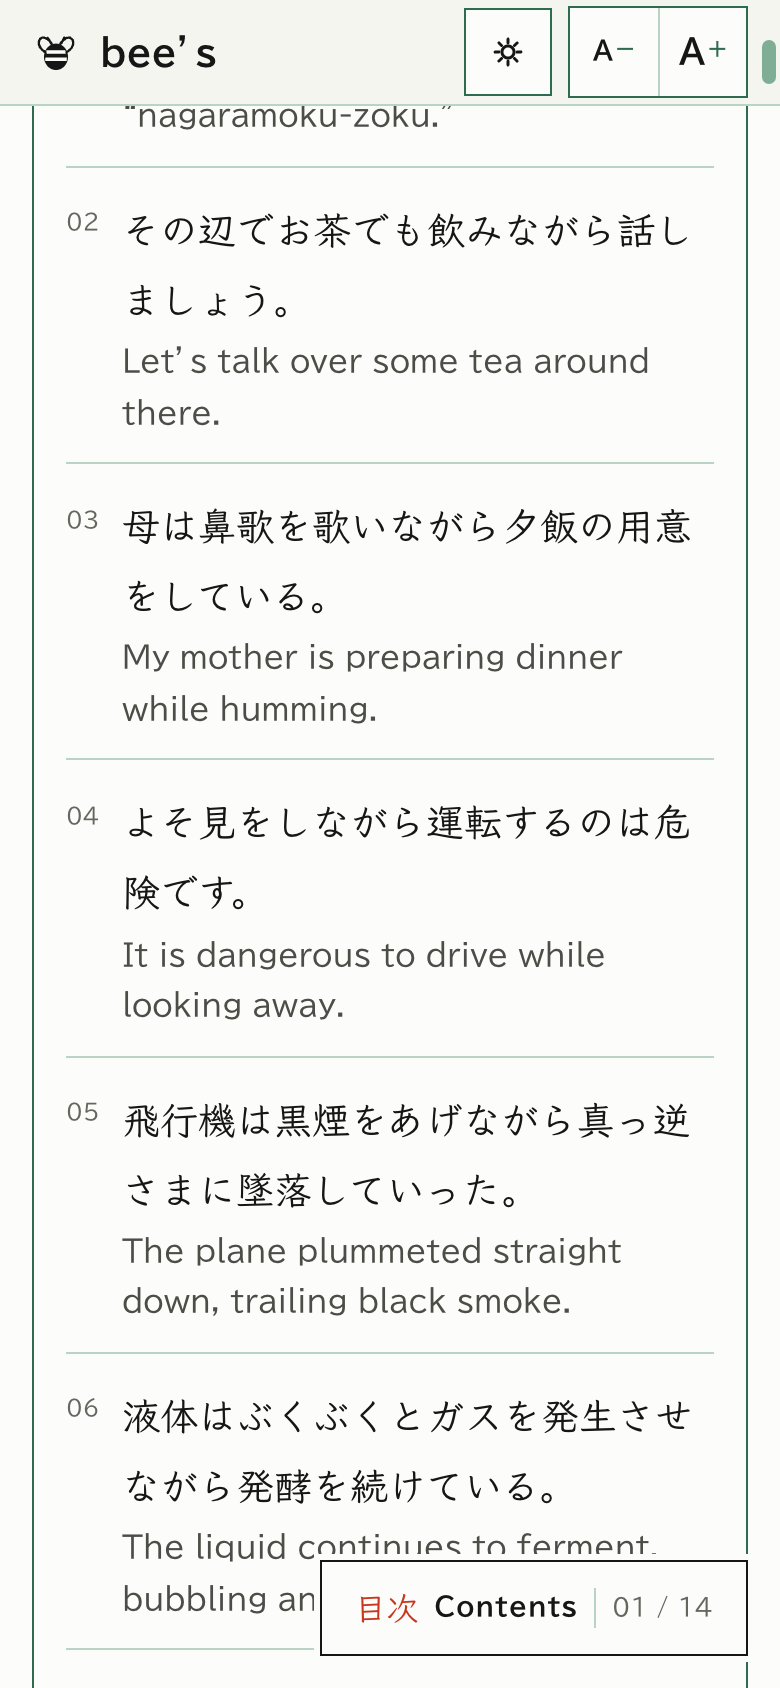 bee’s
A−
A+
“nagaramoku-zoku.”
02
その辺でお茶でも飲みながら話し
ましょう。
Let’s talk over some tea around
there.
03
母は鼻歌を歌いながら夕飯の用意
をしている。
My mother is preparing dinner
while humming.
04
よそ見をしながら運転するのは危
険です。
It is dangerous to drive while
looking away.
05
飛行機は黒煙をあげながら真っ逆
さまに墜落していった。
The plane plummeted straight
down, trailing black smoke.
06
液体はぶくぶくとガスを発生させ
ながら発酵を続けている。
The liquid continues to ferment,
bubbling an
目次 Contents 01 / 14